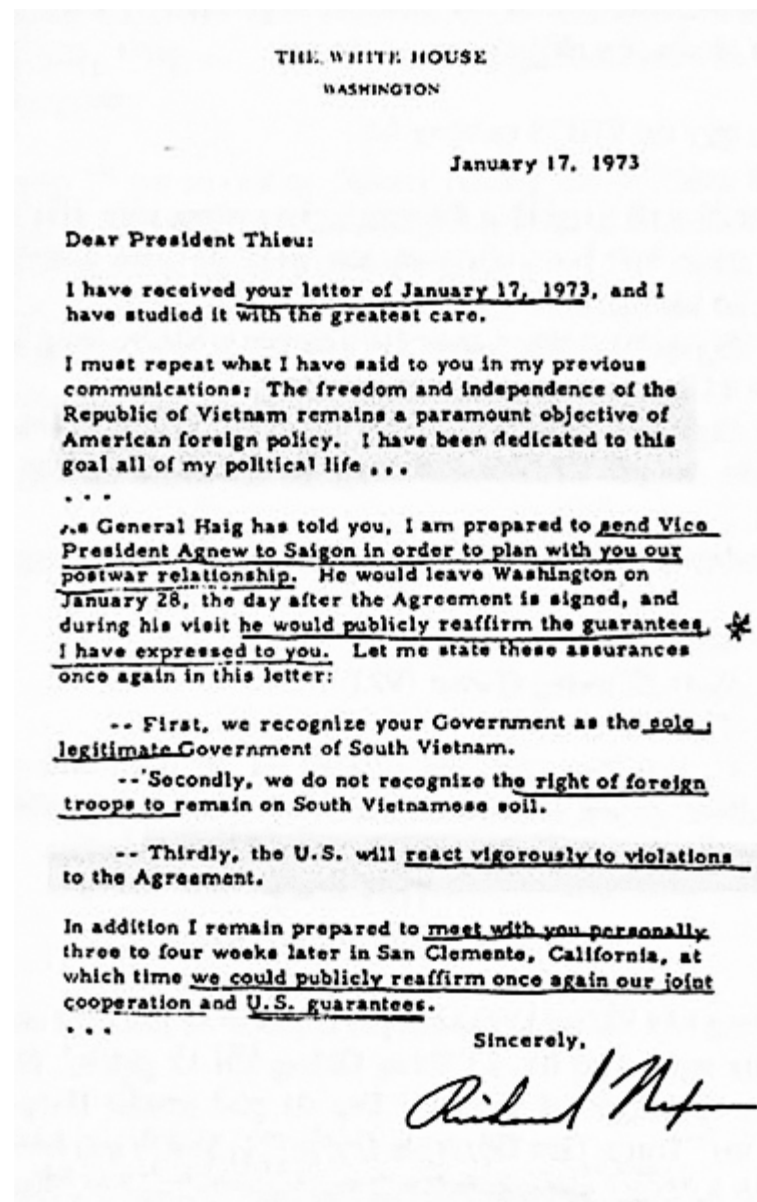 THE WHITE HOUSE
WASHINGTON
January 17, 1973
Dear President Thieu:
I have received your letter of January 17, 1973, and I
have studied it with the greatest care.
I must repeat what I have said to you in my previous
communications: The freedom and independence of the
Republic of Vietnam remains a paramount objective of
American foreign policy. I have been dedicated to this
goal all of my political life ...
...
As General Haig has told you, I am prepared to send Vice
President Agnew to Saigon in order to plan with you our
postwar relationship. He would leave Washington on
January 28, the day after the Agreement is signed, and
during his visit he would publicly reaffirm the guarantees
I have expressed to you. Let me state these assurances
once again in this letter:
-- First, we recognize your Government as the sole
legitimate Government of South Vietnam.
-- Secondly, we do not recognize the right of foreign
troops to remain on South Vietnamese soil.
-- Thirdly, the U.S. will react vigorously to violations
to the Agreement.
In addition I remain prepared to meet with you personally
three to four weeks later in San Clemente, California, at
which time we could publicly reaffirm once again our joint
cooperation and U.S. guarantees.
...
Sincerely,
Richard Nixon